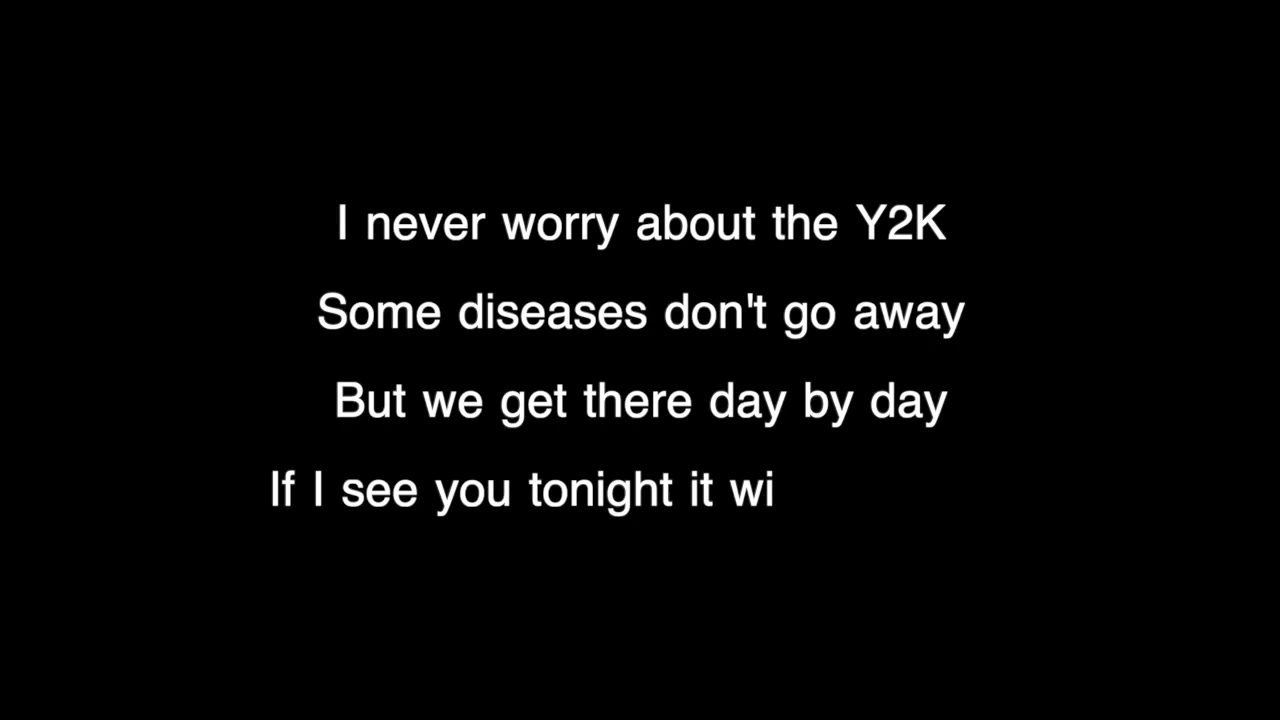 I never worry about the Y2K
Some diseases don't go away
But we get there day by day
If I see you tonight it wi